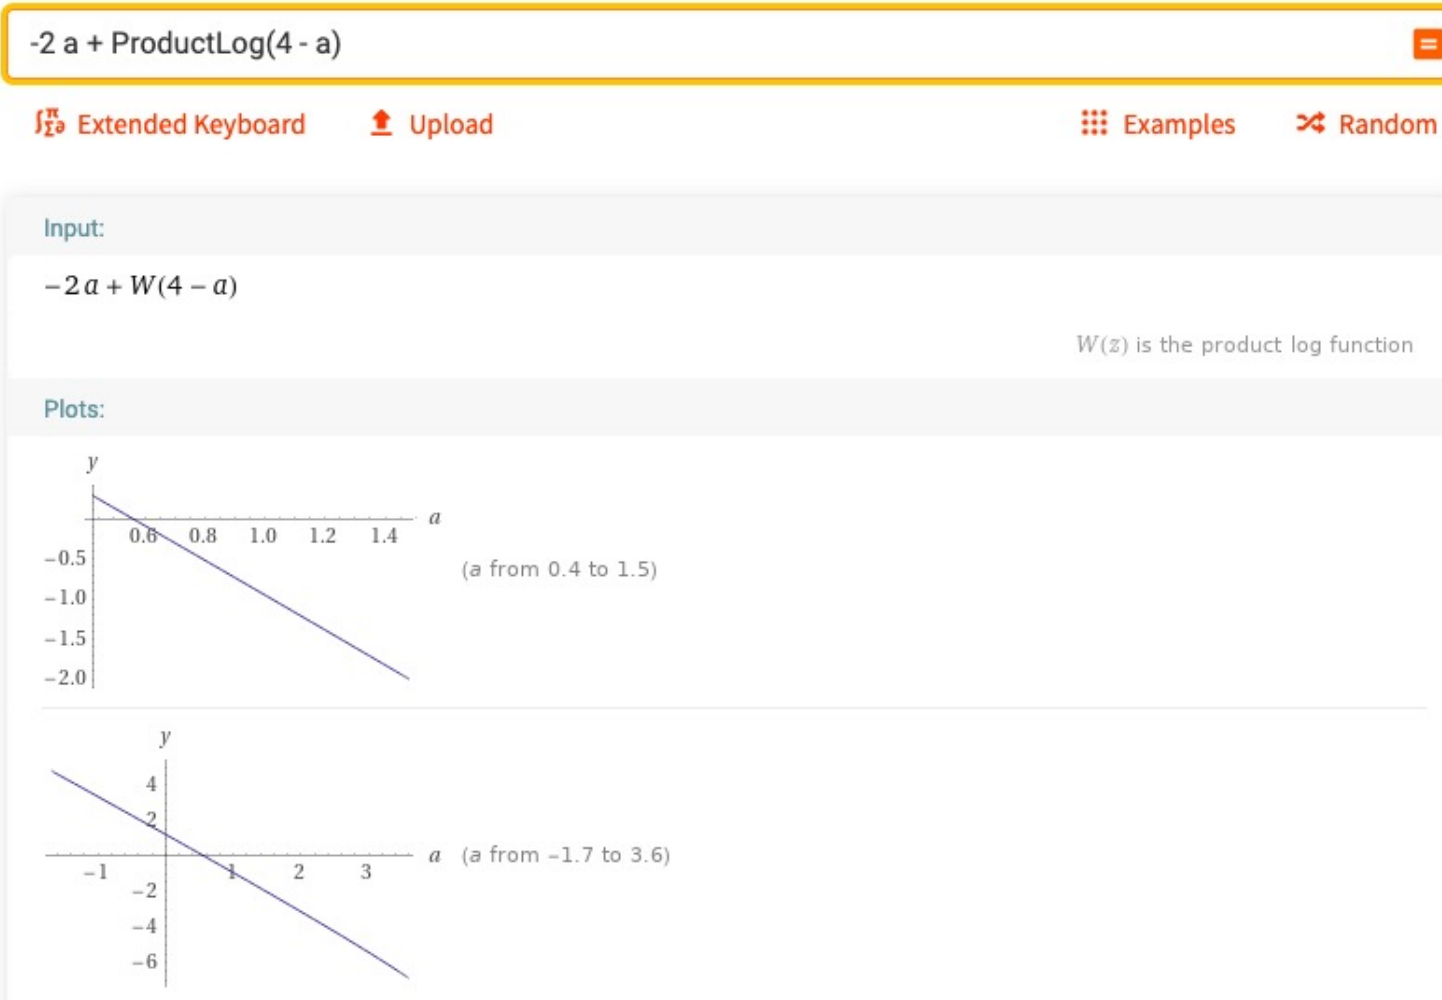 -2 a + ProductLog(4 - a)
=
∫π Σ∂ Extended Keyboard Upload Examples Random
Input:
−2 a + W(4 − a)
W(z) is the product log function
Plots:
y
a
0.6 0.8 1.0 1.2 1.4
−0.5
(a from 0.4 to 1.5)
−1.0
−1.5
−2.0
y
4
2
a (a from −1.7 to 3.6)
−1 1 2 3
−2
−4
−6